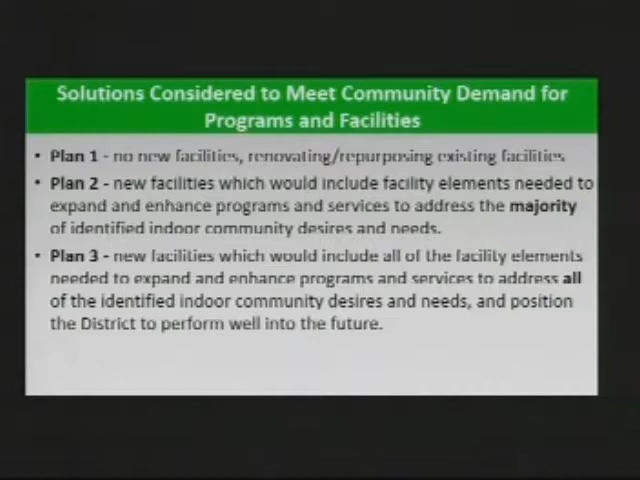 Solutions Considered to Meet Community Demand for
Programs and Facilities
• Plan 1 - no new facilities, renovating/repurposing existing facilities
• Plan 2 - new facilities which would include facility elements needed to
expand and enhance programs and services to address the majority
of identified indoor community desires and needs.
• Plan 3 - new facilities which would include all of the facility elements
needed to expand and enhance programs and services to address all
of the identified indoor community desires and needs, and position
the District to perform well into the future.